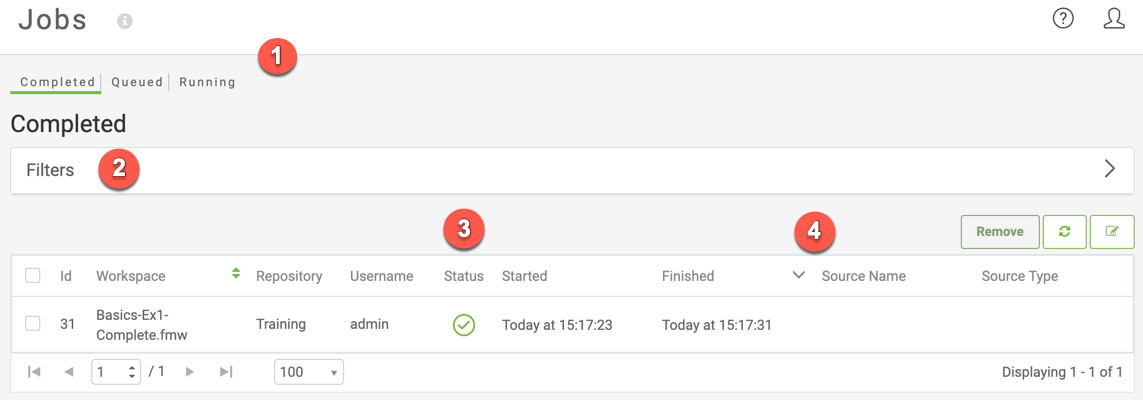 Jobs
1
Completed Queued Running
Completed
Filters 2
3 4 Remove
Id Workspace Repository Username Status Started Finished Source Name Source Type
31 Basics-Ex1-
Complete.fmw Training admin Today at 15:17:23 Today at 15:17:31
1 / 1 100 Displaying 1 - 1 of 1